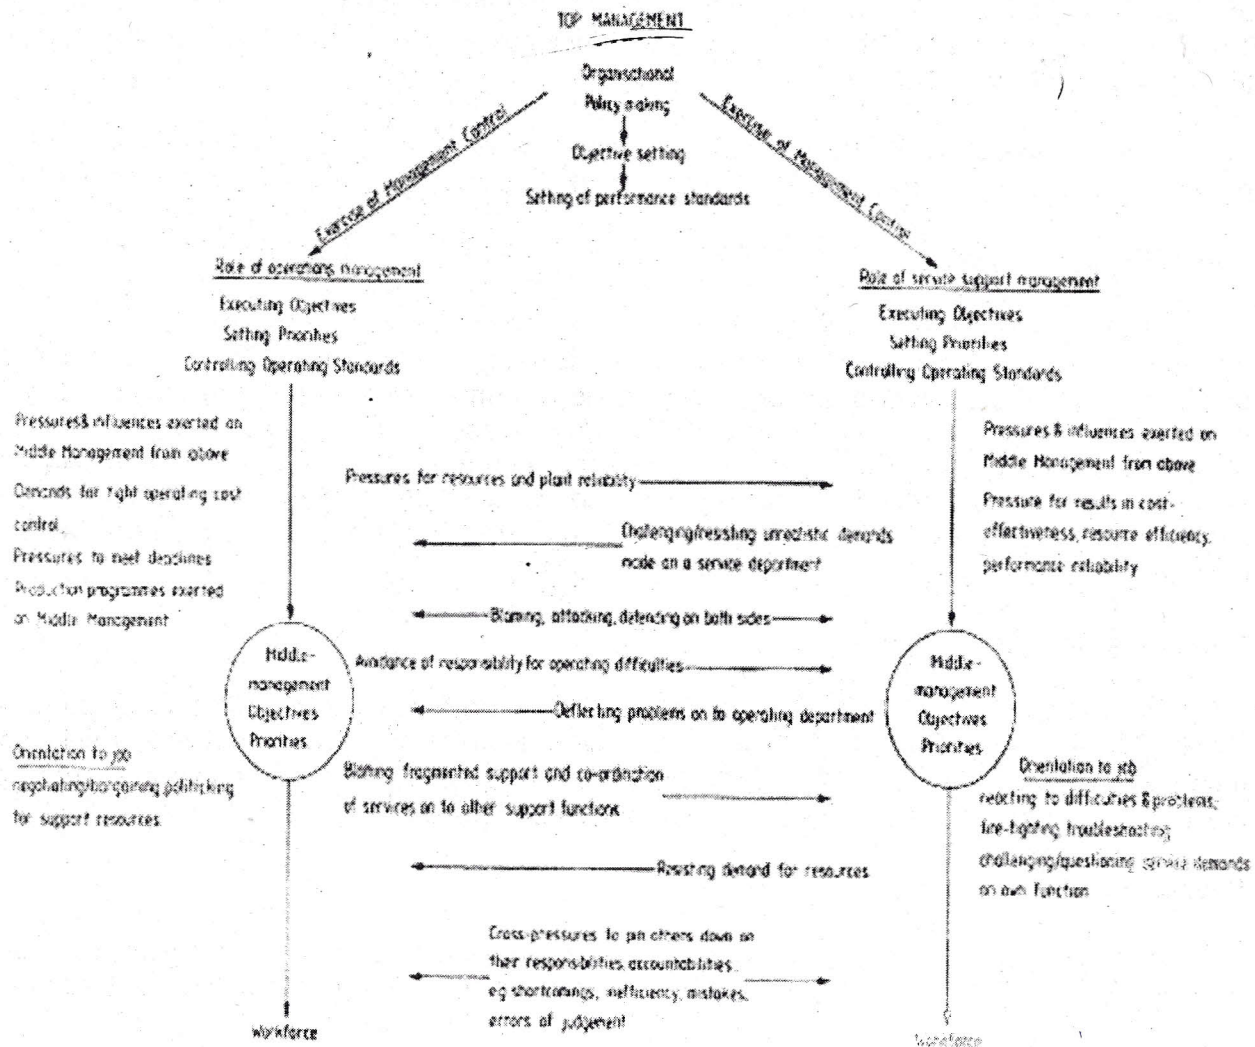 TOP MANAGEMENT
Organisational
Policy making
Objective setting
Setting of performance standards
Exercise of Management Control
Exercise of Management Control
Role of operations management
Executing Objectives
Setting Priorities
Controlling Operating Standards
Role of service support management
Executing Objectives
Setting Priorities
Controlling Operating Standards
Pressures & influences exerted on
Middle Management from above
Demands for tight operating cost
control,
Pressures to meet deadlines
Production programmes exerted
on Middle Management
Pressures & influences exerted on
Middle Management from above
Pressure for results in cost-
effectiveness, resource efficiency,
performance reliability
Pressures for resources and plant reliability
Challenging/resisting unrealistic demands
made on a service department
Blaming, attacking, defending on both sides
Avoidance of responsibility for operating difficulties
Deflecting problems on to operating department
Blaming fragmented support and co-ordination
of services on to other support functions
Resisting demand for resources
Cross-pressures to pin others down on
their responsibilities, accountabilities
eg shortcomings, inefficiency, mistakes,
errors of judgement
Middle-
management
Objectives
Priorities
Middle-
management
Objectives
Priorities
Orientation to job
negotiating/bargaining politicking
for support resources
Orientation to job
reacting to difficulties & problems,
fire-fighting troubleshooting
challenging/questioning service demands
on own function
Workforce
Workforce